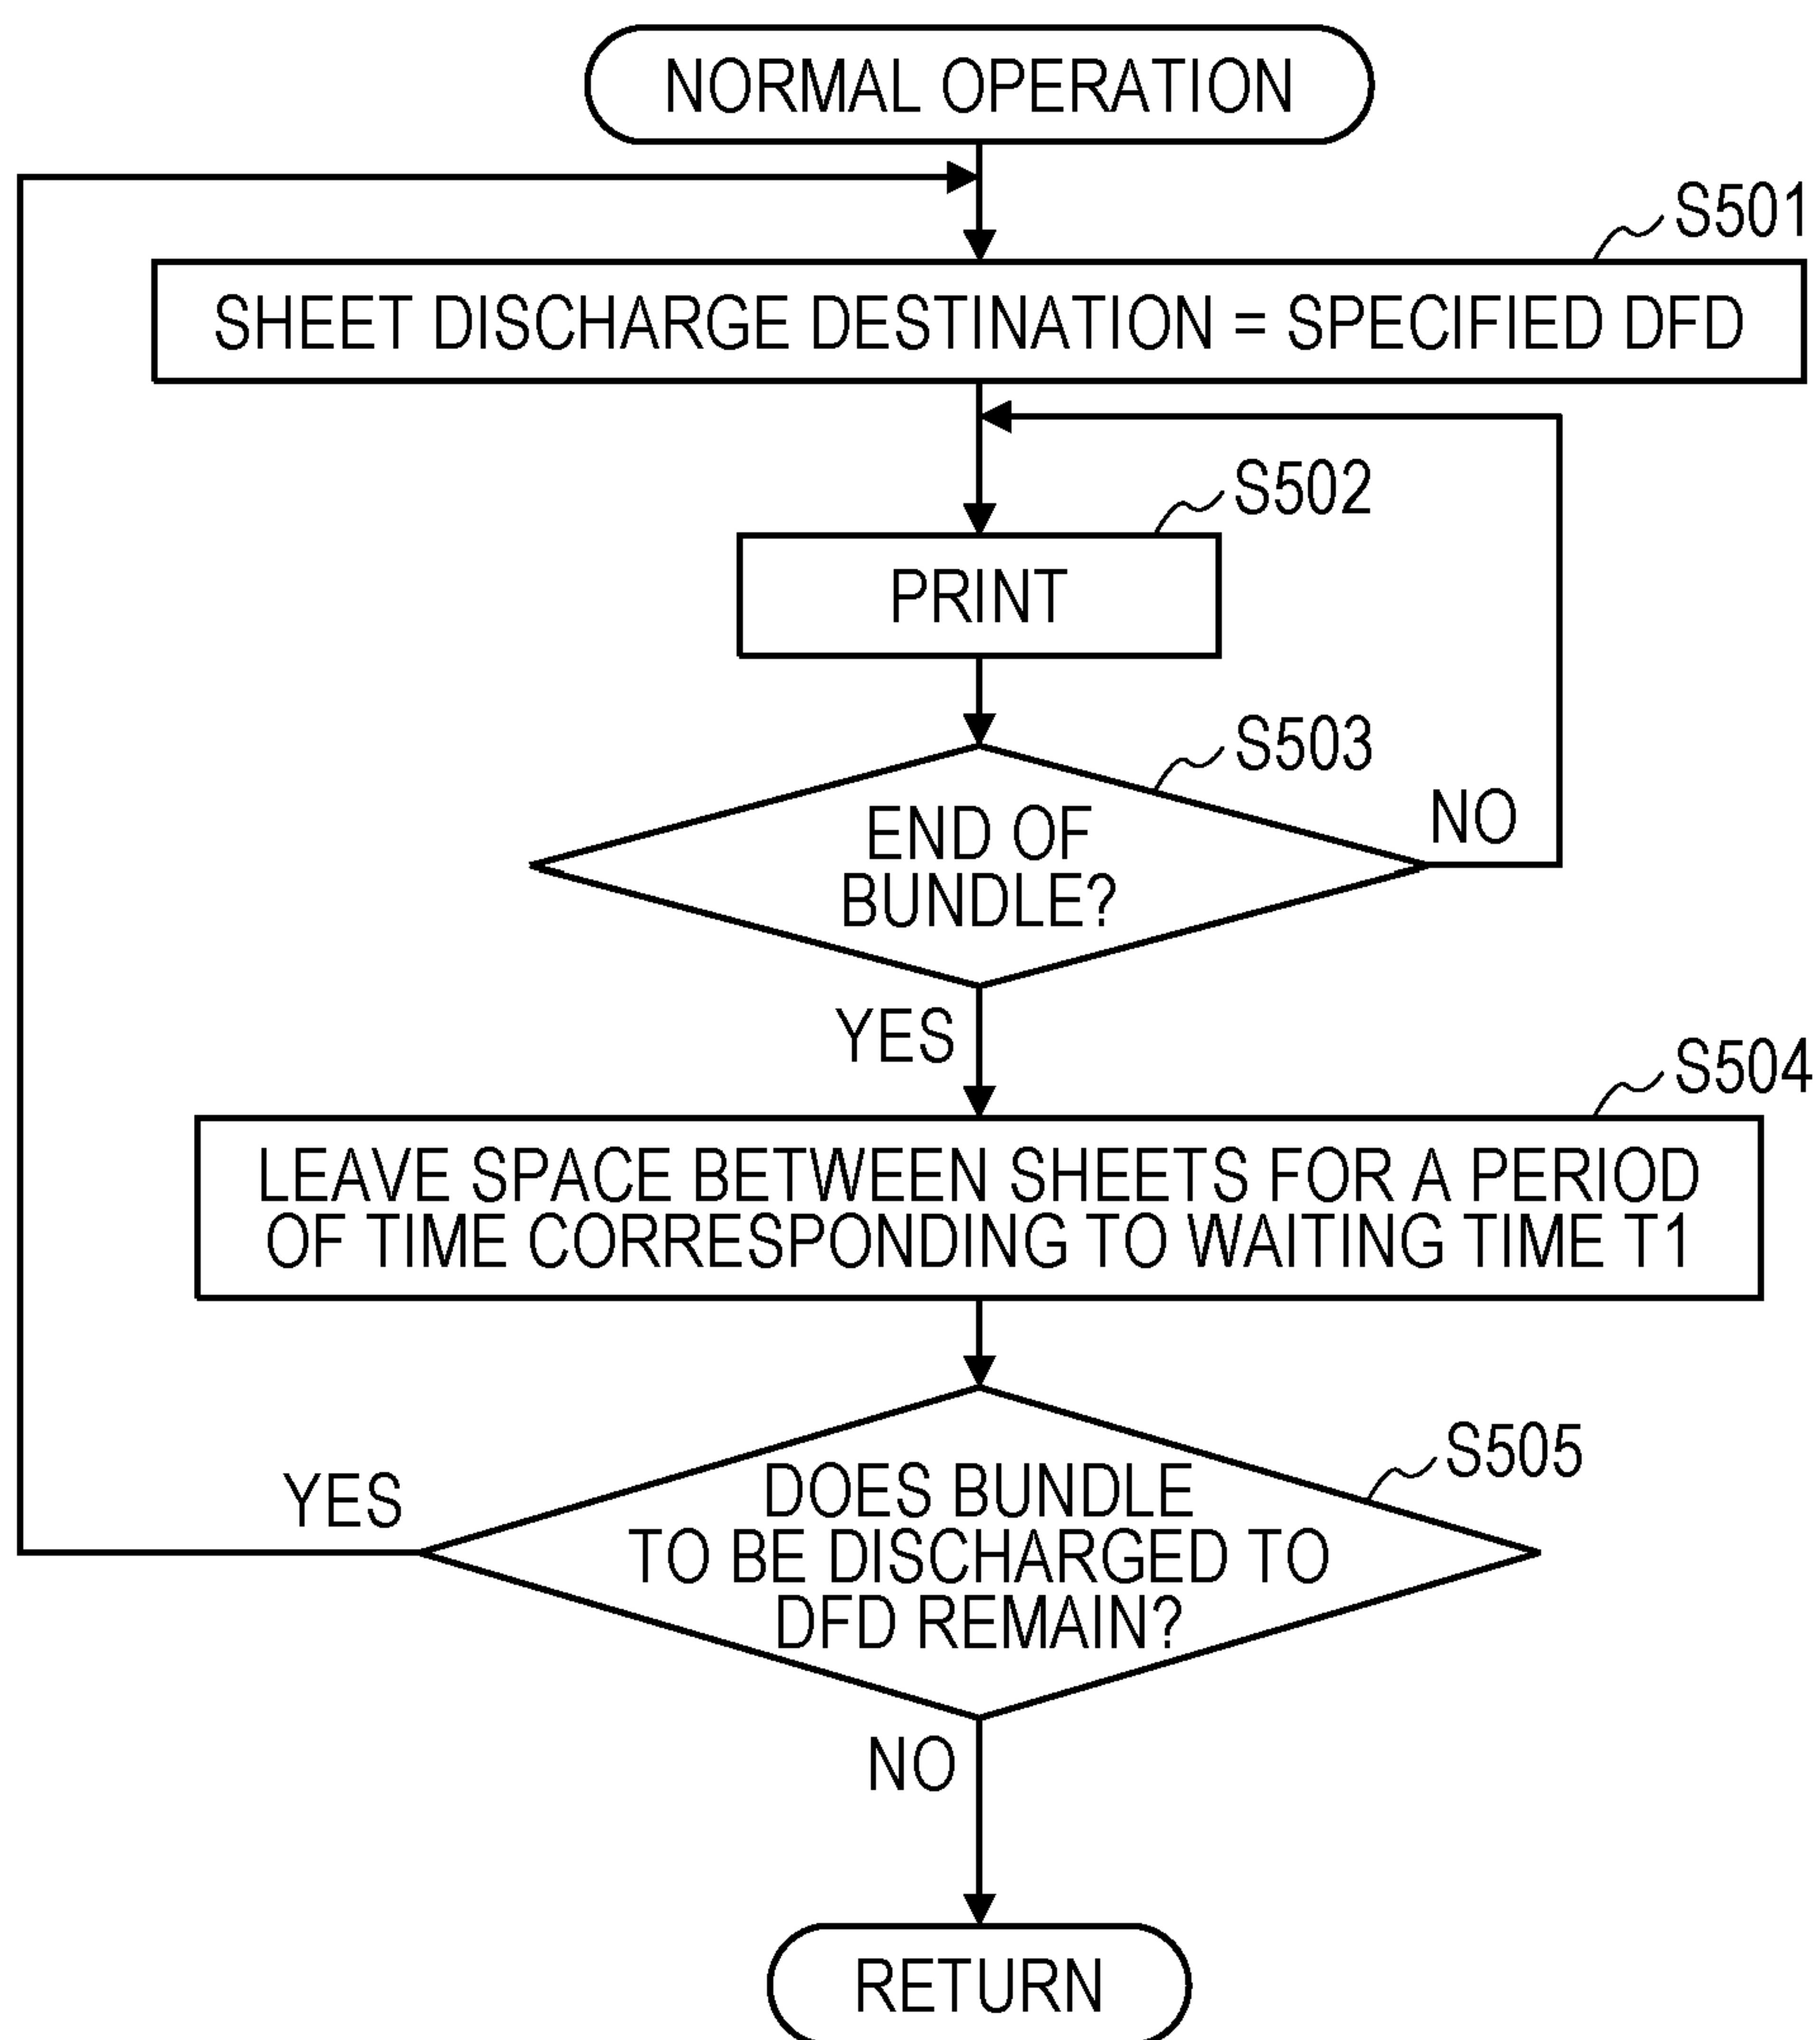 NORMAL OPERATION
S501
SHEET DISCHARGE DESTINATION = SPECIFIED DFD
S502
PRINT
S503
END OF
BUNDLE?
NO
YES
S504
LEAVE SPACE BETWEEN SHEETS FOR A PERIOD
OF TIME CORRESPONDING TO WAITING TIME T1
S505
DOES BUNDLE
TO BE DISCHARGED TO
DFD REMAIN?
YES
NO
RETURN